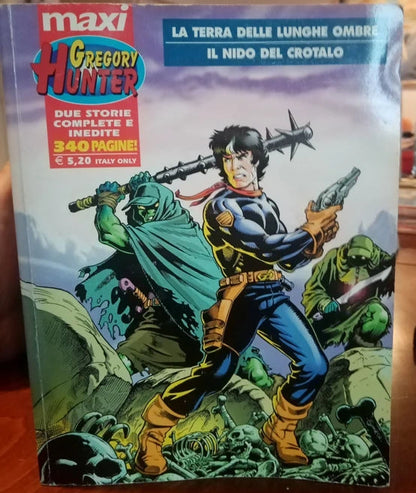 maxi
GREGORY
HUNTER
DUE STORIE
COMPLETE E
INEDITE
340 PAGINE!
€ 5,20 ITALY ONLY
LA TERRA DELLE LUNGHE OMBRE
IL NIDO DEL CROTALO